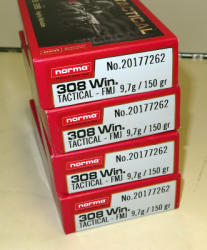 TACTICAL
norma
No.20177262
308 Win.
TACTICAL - FMJ 9,7g / 150 gr
norma
No.20177262
308 Win.
TACTICAL - FMJ 9,7g / 150 gr
norma
No.20177262
308 Win.
TACTICAL - FMJ 9,7g / 150 gr
norma
No.20177262
308 Win.
TACTICAL - FMJ 9,7g / 150 gr